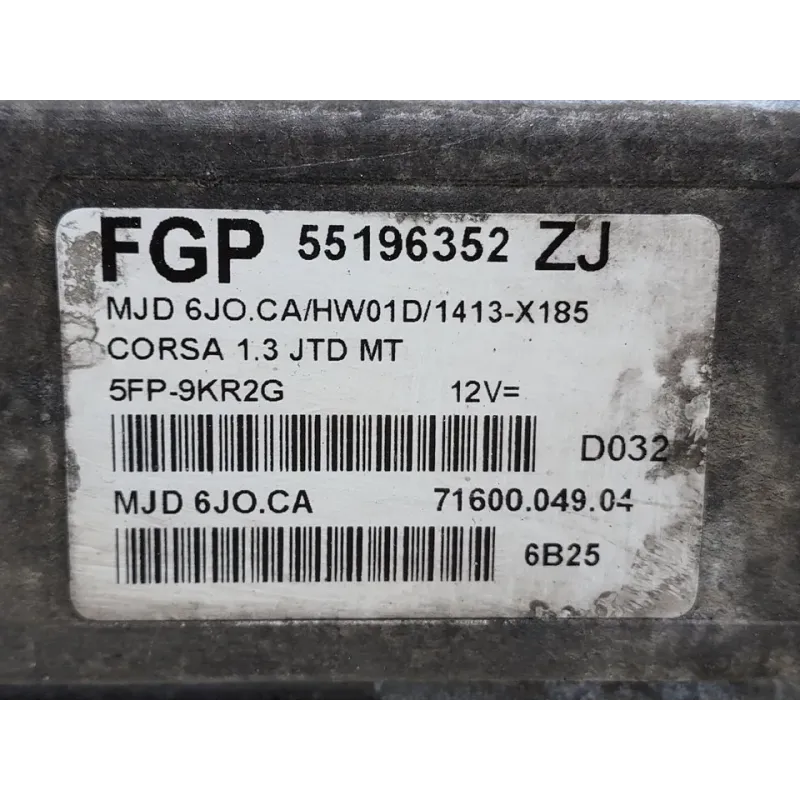 FGP 55196352 ZJ
MJD 6JO.CA/HW01D/1413-X185
CORSA 1.3 JTD MT
5FP-9KR2G 12V=
D032
MJD 6JO.CA 71600.049.04
6B25